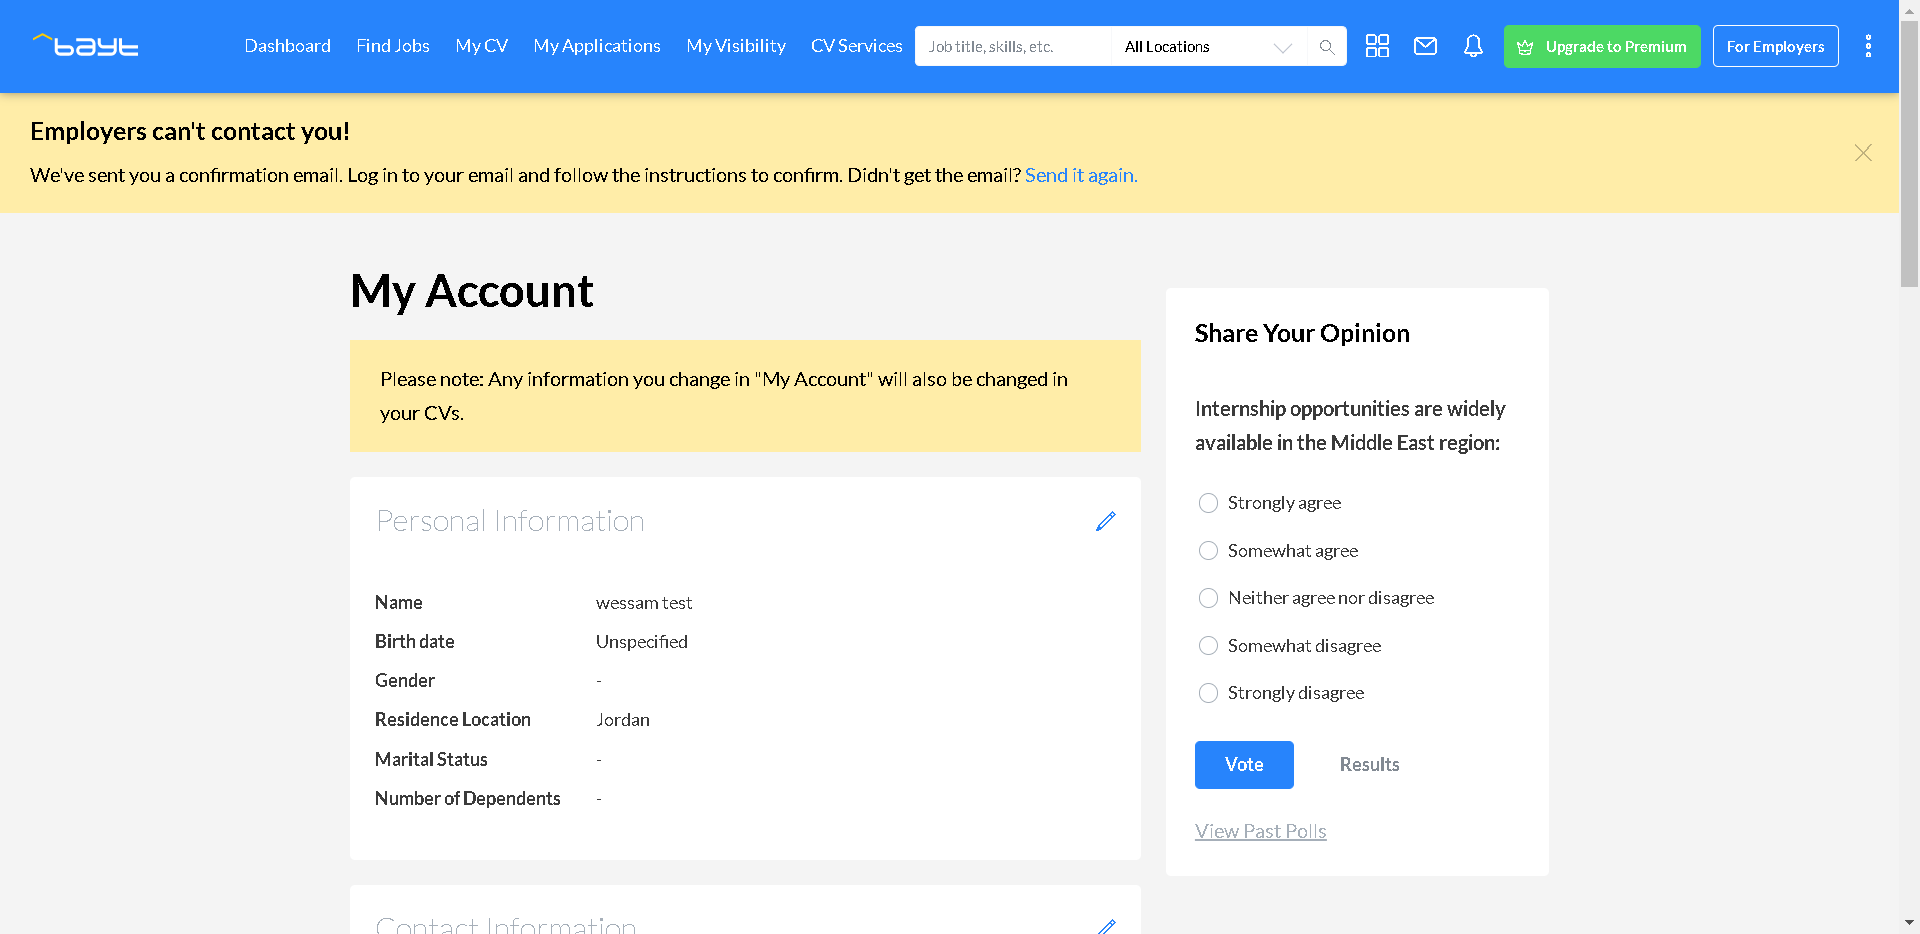 bayt
Dashboard Find Jobs My CV My Applications My Visibility CV Services Job title, skills, etc. All Locations Upgrade to Premium For Employers
Employers can't contact you!
We've sent you a confirmation email. Log in to your email and follow the instructions to confirm. Didn't get the email? Send it again.
My Account
Please note: Any information you change in "My Account" will also be changed in
your CVs.
Personal Information
Name wessam test
Birth date Unspecified
Gender -
Residence Location Jordan
Marital Status -
Number of Dependents -
Contact Information
Share Your Opinion
Internship opportunities are widely
available in the Middle East region:
Strongly agree
Somewhat agree
Neither agree nor disagree
Somewhat disagree
Strongly disagree
Vote Results
View Past Polls